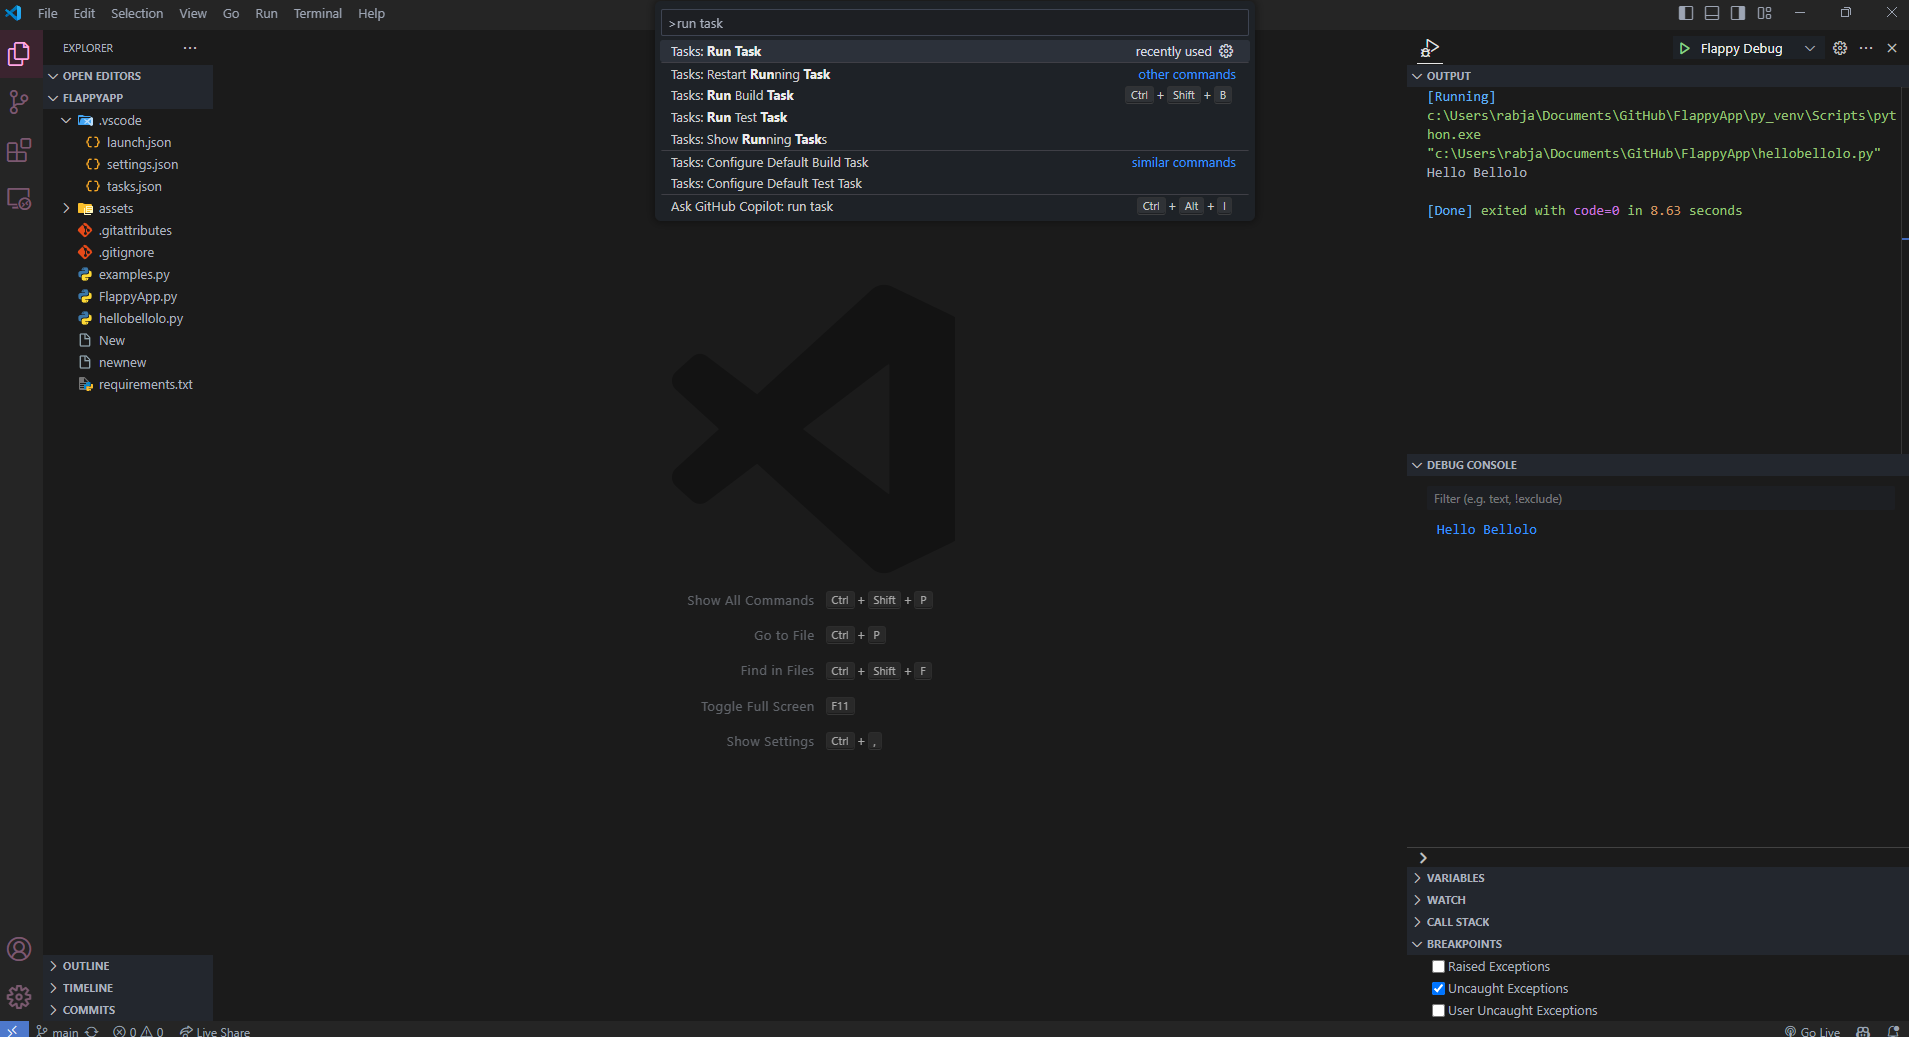 File Edit Selection View Go Run Terminal Help
>run task
Tasks: Run Task recently used
Tasks: Restart Running Task other commands
Tasks: Run Build Task Ctrl + Shift + B
Tasks: Run Test Task
Tasks: Show Running Tasks
Tasks: Configure Default Build Task similar commands
Tasks: Configure Default Test Task
Ask GitHub Copilot: run task Ctrl + Alt + I
EXPLORER
OPEN EDITORS
FLAPPYAPP
.vscode
launch.json
settings.json
tasks.json
assets
.gitattributes
.gitignore
examples.py
FlappyApp.py
hellobellolo.py
New
newnew
requirements.txt
OUTLINE
TIMELINE
COMMITS
Show All Commands Ctrl + Shift + P
Go to File Ctrl + P
Find in Files Ctrl + Shift + F
Toggle Full Screen F11
Show Settings Ctrl + ,
Flappy Debug
OUTPUT
[Running]
c:\Users\rabja\Documents\GitHub\FlappyApp\py_venv\Scripts\pyt
hon.exe
"c:\Users\rabja\Documents\GitHub\FlappyApp\hellobellolo.py"
Hello Bellolo
[Done] exited with code=0 in 8.63 seconds
DEBUG CONSOLE
Filter (e.g. text, !exclude)
Hello Bellolo
VARIABLES
WATCH
CALL STACK
BREAKPOINTS
Raised Exceptions
Uncaught Exceptions
User Uncaught Exceptions
main 0 0 Live Share
Go Live